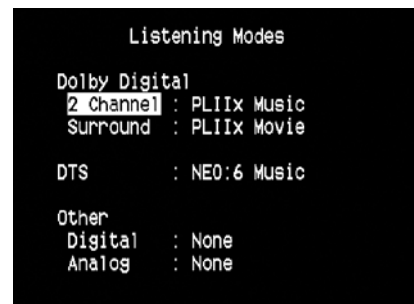 Listening Modes
Dolby Digital
2 Channel : PLIIx Music
Surround : PLIIx Movie
DTS : NEO:6 Music
Other
Digital : None
Analog : None